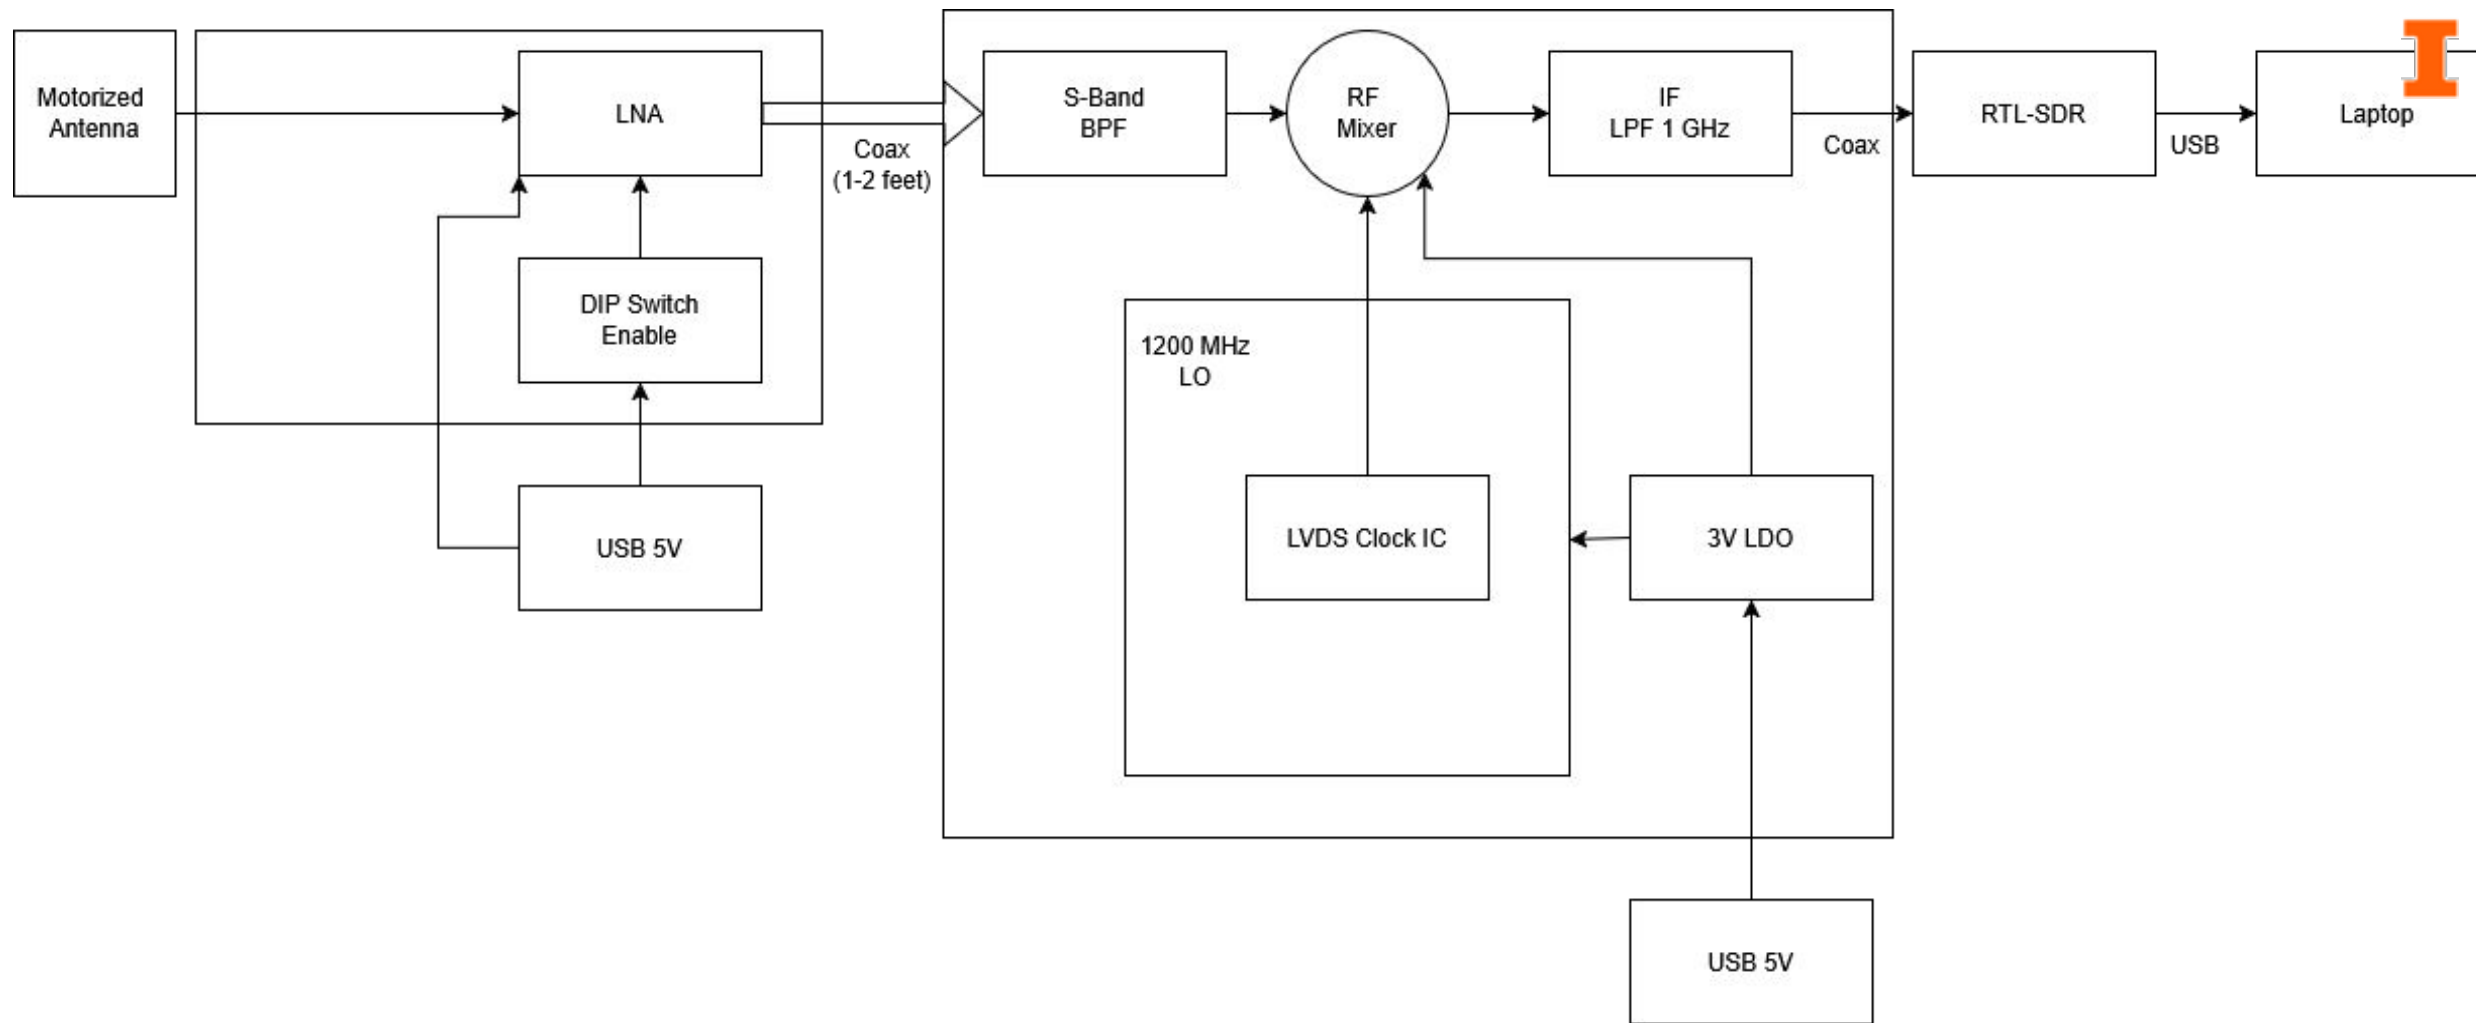 Motorized
Antenna
LNA
Coax
(1-2 feet)
S-Band
BPF
RF
Mixer
IF
LPF 1 GHz
Coax
RTL-SDR
USB
Laptop
DIP Switch
Enable
1200 MHz
LO
USB 5V
LVDS Clock IC
3V LDO
USB 5V